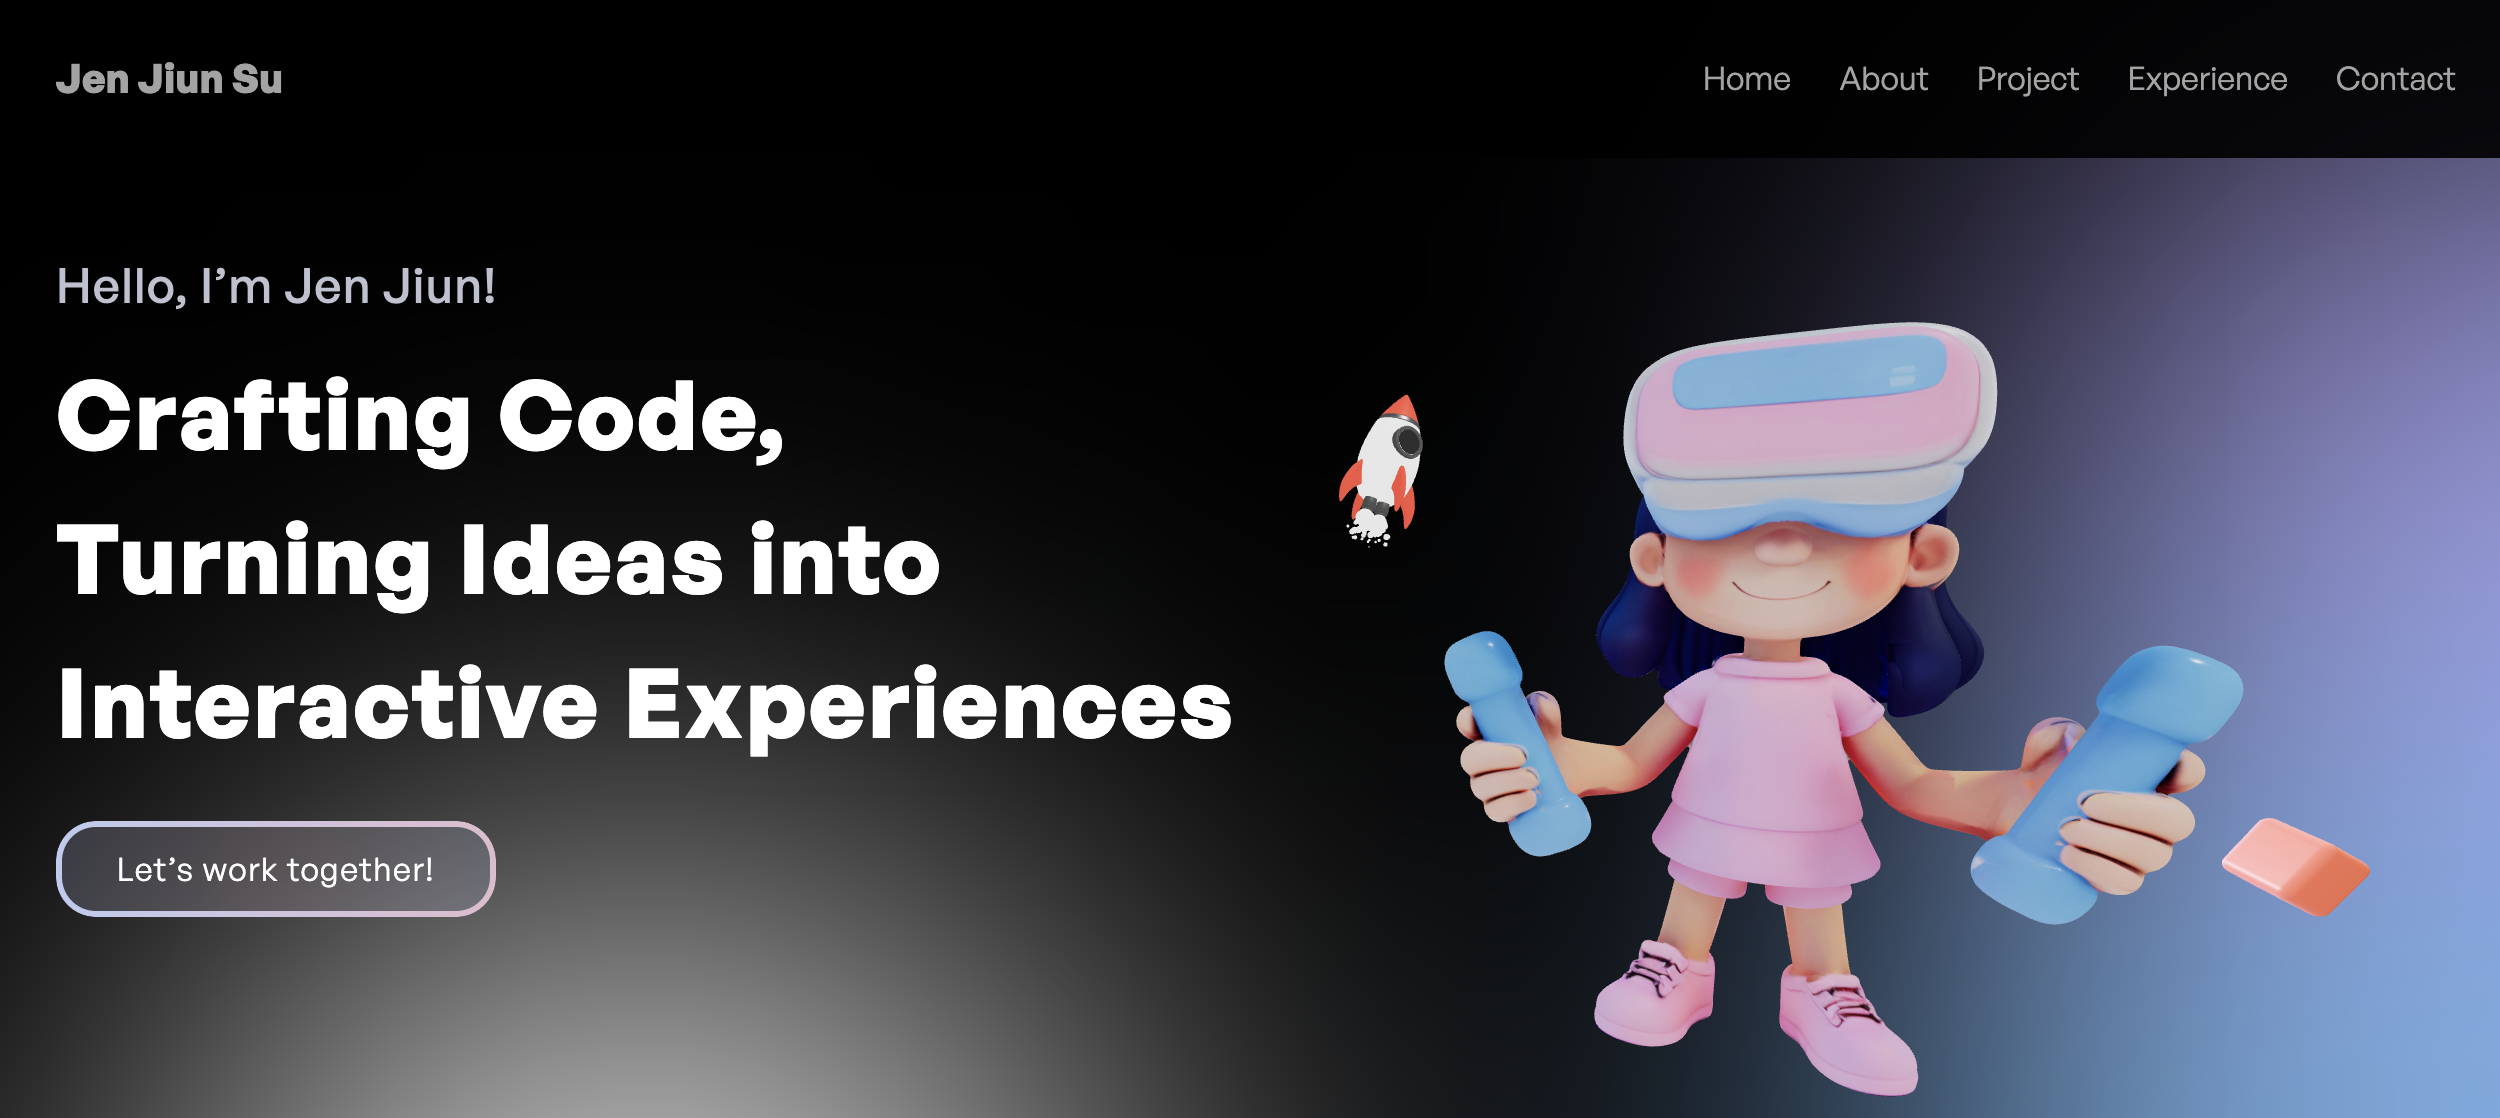 Jen Jiun Su
Home About Project Experience Contact
Hello, I’m Jen Jiun!
Crafting Code,
Turning Ideas into
Interactive Experiences
Let’s work together!